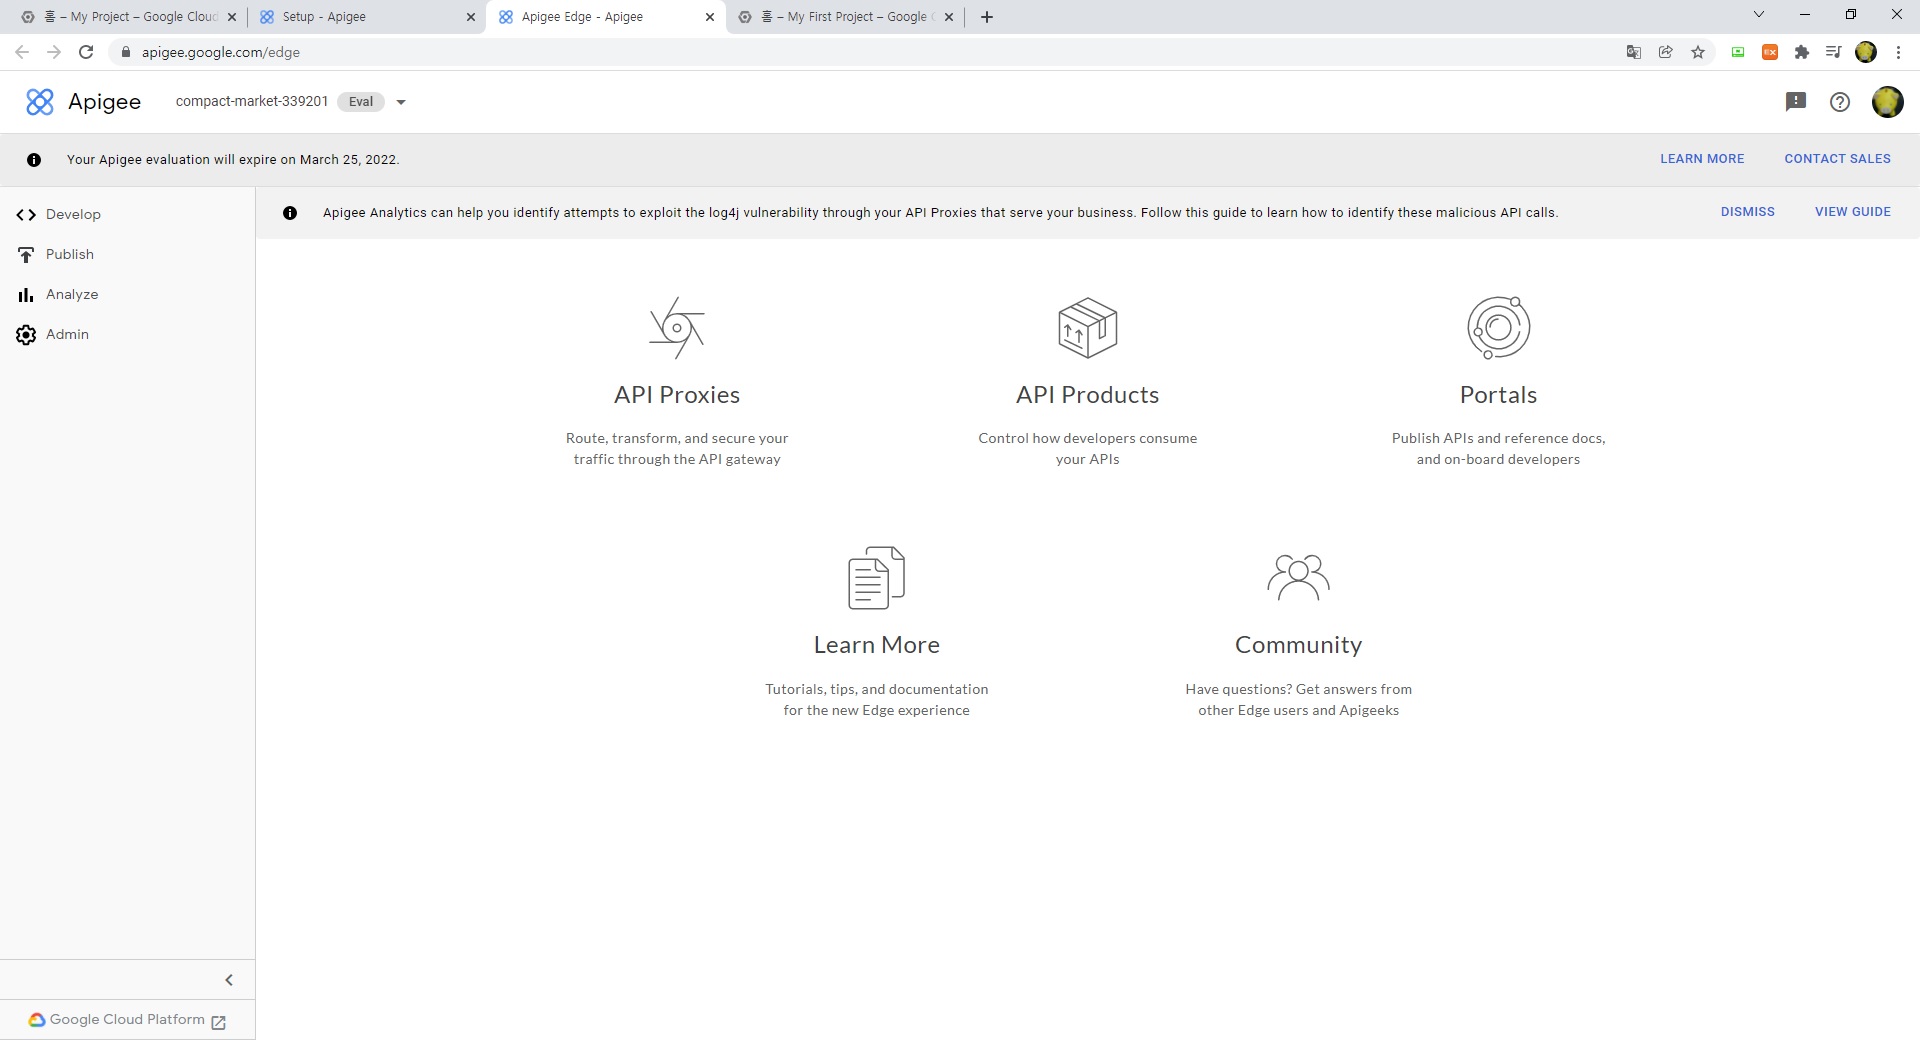 홈 – My Project – Google Cloud
Setup - Apigee
Apigee Edge - Apigee
홈 – My First Project – Google C
apigee.google.com/edge
EX
Apigee
compact-market-339201
Eval
Your Apigee evaluation will expire on March 25, 2022.
LEARN MORE
CONTACT SALES
Develop
Publish
Analyze
Admin
Apigee Analytics can help you identify attempts to exploit the log4j vulnerability through your API Proxies that serve your business. Follow this guide to learn how to identify these malicious API calls.
DISMISS
VIEW GUIDE
API Proxies
Route, transform, and secure your
traffic through the API gateway
API Products
Control how developers consume
your APIs
Portals
Publish APIs and reference docs,
and on-board developers
Learn More
Tutorials, tips, and documentation
for the new Edge experience
Community
Have questions? Get answers from
other Edge users and Apigeeks
Google Cloud Platform